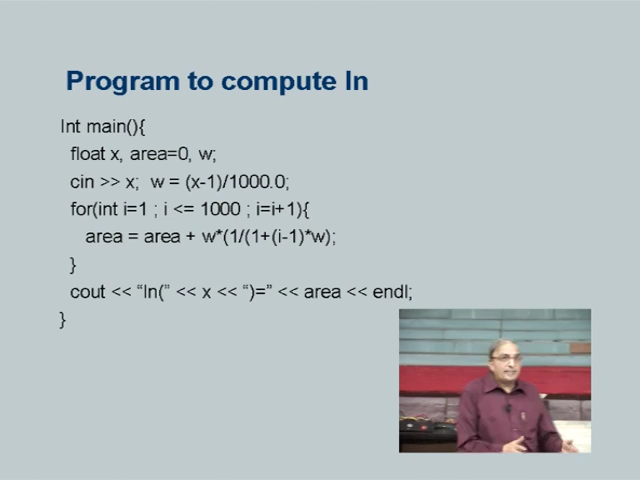 Program to compute ln
Int main(){
float x, area=0, w;
cin >> x; w = (x-1)/1000.0;
for(int i=1 ; i <= 1000 ; i=i+1){
area = area + w*(1/(1+(i-1)*w);
}
cout << “ln(” << x << “)=” << area << endl;
}